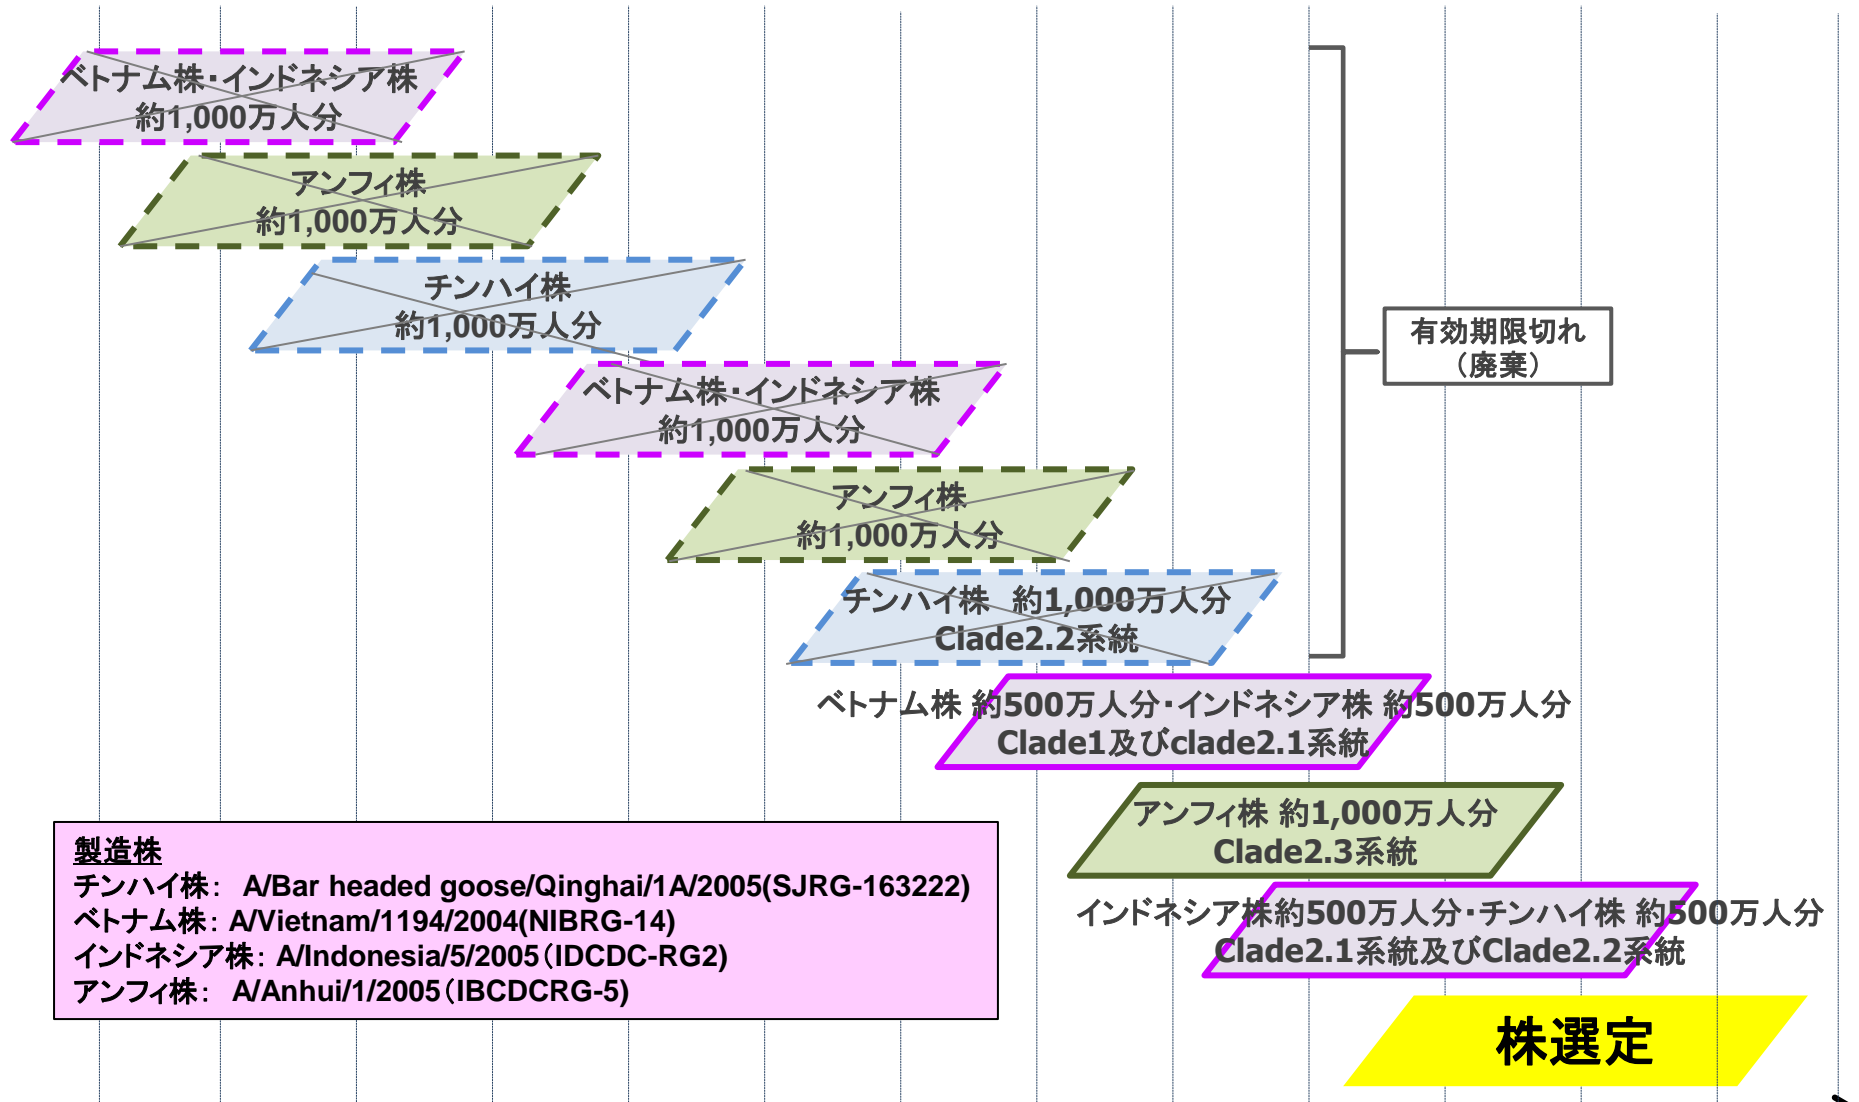 ベトナム株・インドネシア株
約1,000万人分
アンフィ株
約1,000万人分
チンハイ株
約1,000万人分
有効期限切れ
（廃棄）
ベトナム株・インドネシア株
約1,000万人分
アンフィ株
約1,000万人分
チンハイ株　約1,000万人分
Clade2.2系統
ベトナム株 約500万人分・インドネシア株 約500万人分
Clade1及びclade2.1系統
アンフィ株 約1,000万人分
Clade2.3系統
製造株
チンハイ株：　A/Bar headed goose/Qinghai/1A/2005(SJRG-163222)
ベトナム株：A/Vietnam/1194/2004(NIBRG-14)
インドネシア株：A/Indonesia/5/2005（IDCDC-RG2)
アンフィ株：　A/Anhui/1/2005（IBCDCRG-5)
インドネシア株約500万人分・チンハイ株 約500万人分
Clade2.1系統及びClade2.2系統
株選定